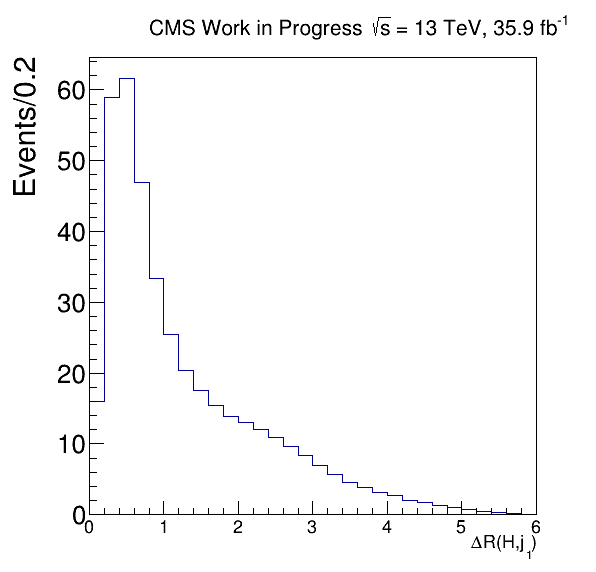 CMS Work in Progress √s = 13 TeV, 35.9 fb⁻¹
Events/0.2
60
50
40
30
20
10
0
0 1 2 3 4 5 6
ΔR(H,j₁)